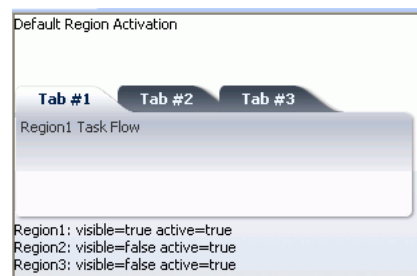 Default Region Activation
Tab #1 Tab #2 Tab #3
Region1 Task Flow
Region1: visible=true active=true
Region2: visible=false active=true
Region3: visible=false active=true